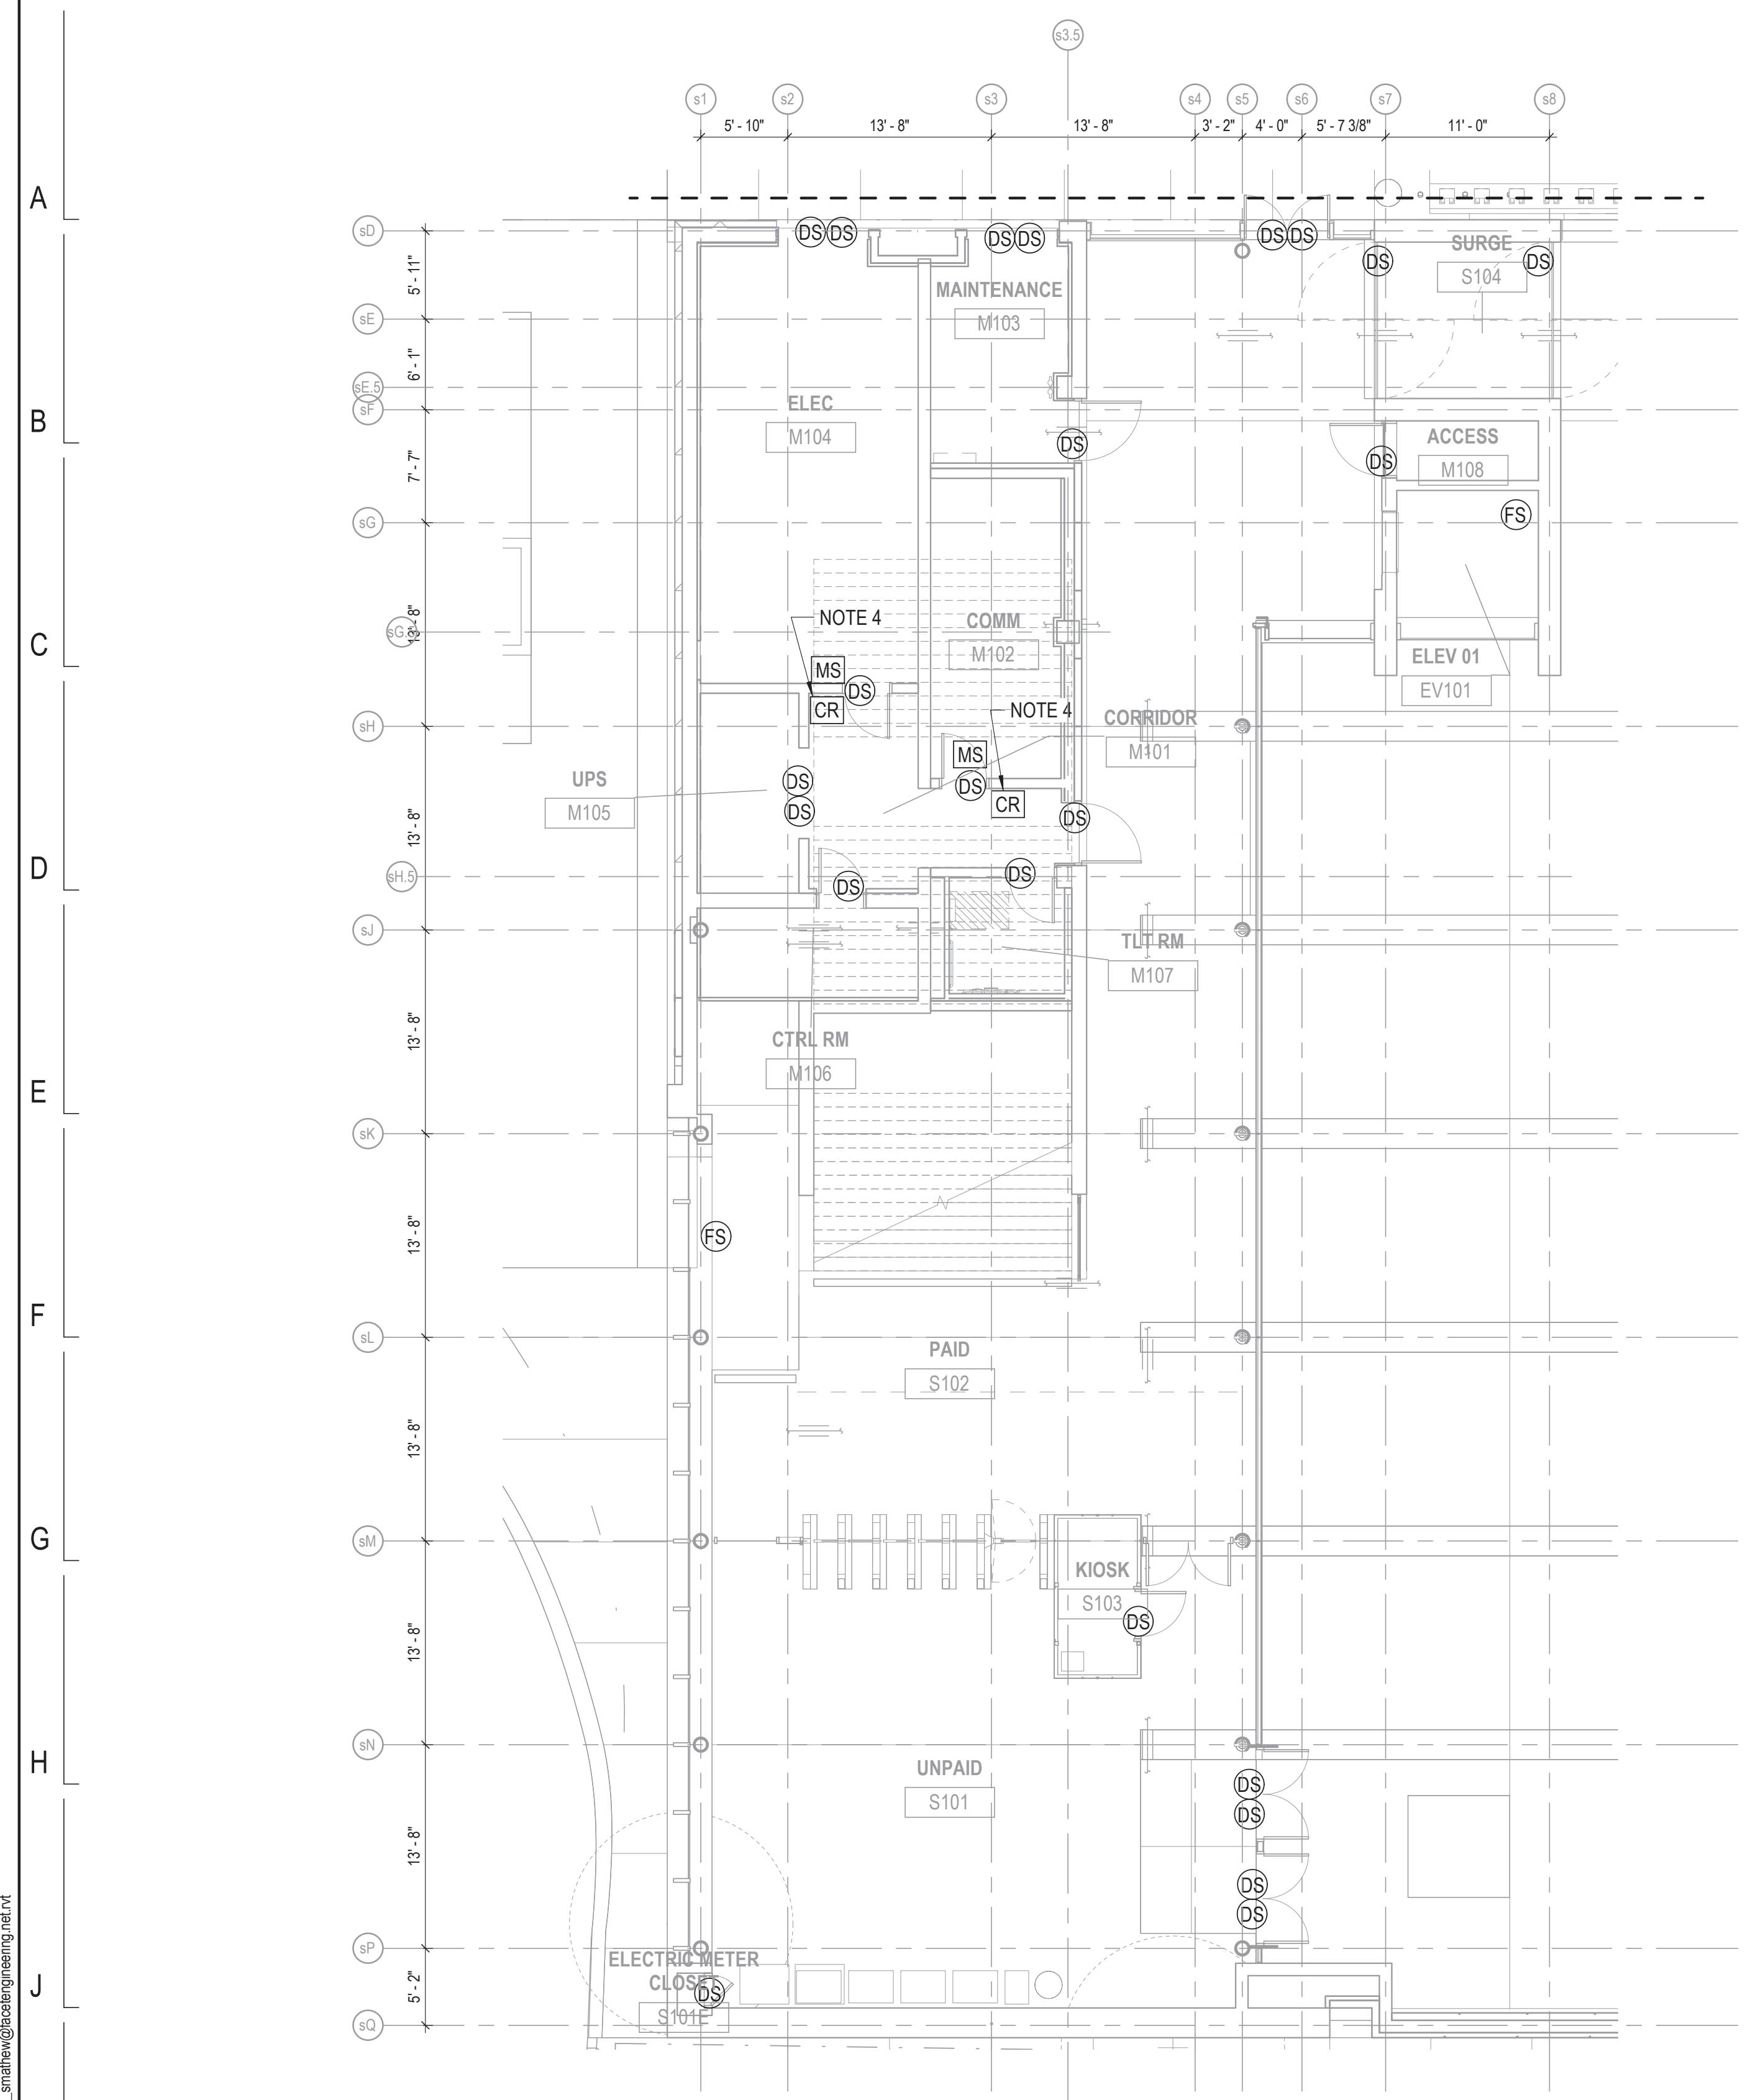 s3.5
s1
s2
s3
s4
s5
s6
s7
s8
5' - 10"
13' - 8"
13' - 8"
3' - 2"
4' - 0"
5' - 7 3/8"
11' - 0"
A
sD
DS
DS
DS
DS
DS
DS
SURGE
S104
DS
DS
5' - 11"
MAINTENANCE
M103
sE
6' - 1"
sE.5
sF
B
ELEC
M104
DS
ACCESS
M108
DS
7' - 7"
sG
FS
C
13' - 8"
NOTE 4
COMM
M102
ELEV 01
EV101
MS
DS
CR
NOTE 4
sH
CORRIDOR
M101
MS
UPS
M105
DS
DS
DS
CR
DS
13' - 8"
D
sH.5
DS
DS
sJ
TLT RM
M107
13' - 8"
CTRL RM
M106
E
sK
13' - 8"
FS
F
sL
PAID
S102
13' - 8"
G
sM
KIOSK
S103
DS
13' - 8"
sN
H
UNPAID
S101
DS
DS
13' - 8"
DS
DS
sP
ELECTRIC METER
CLOSET
S101E
DS
J
5' - 2"
sQ
_smathew@facetengineering.net.rvt